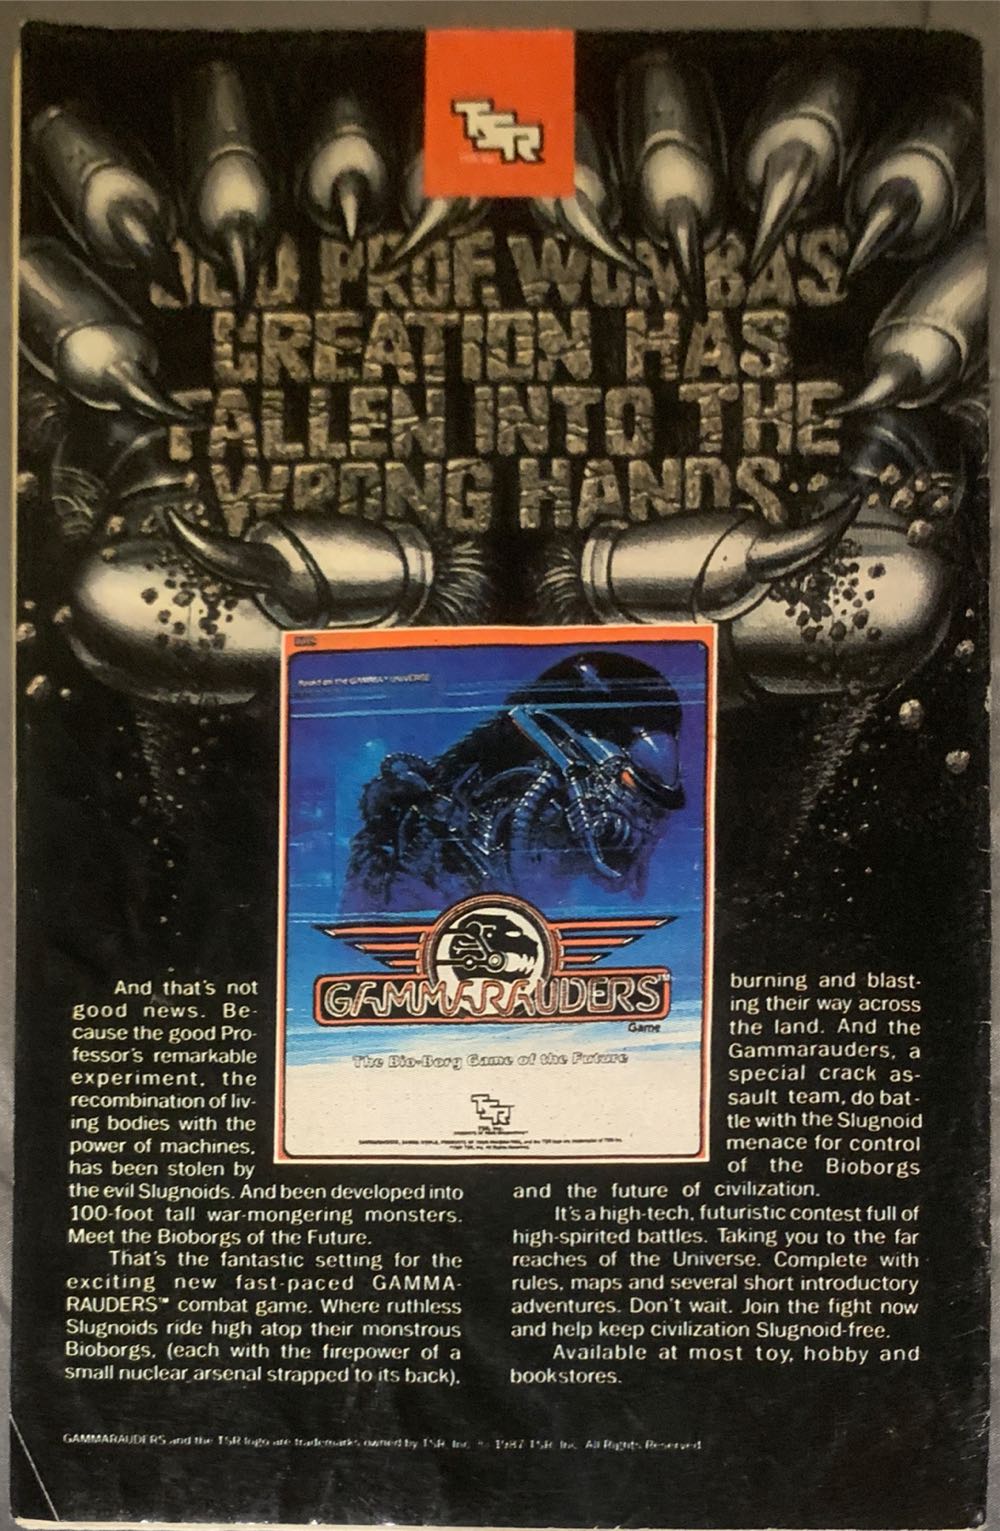 TSR
OLD PROF. WOMBAS
CREATION HAS
FALLEN INTO THE
WRONG HANDS.
Based on the GAMMA UNIVERSE
GAMMARAUDERS™
Game
The Bio-Borg Game of the Future
TSR
TSR, Inc.
And that's not
good news. Be-
cause the good Pro-
fessor's remarkable
experiment, the
recombination of liv-
ing bodies with the
power of machines,
has been stolen by
the evil Slugnoids. And been developed into
100-foot tall war-mongering monsters.
Meet the Bioborgs of the Future.
That's the fantastic setting for the
exciting new fast-paced GAMMA-
RAUDERS™ combat game. Where ruthless
Slugnoids ride high atop their monstrous
Bioborgs, (each with the firepower of a
small nuclear arsenal strapped to its back),
burning and blast-
ing their way across
the land. And the
Gammarauders, a
special crack as-
sault team, do bat-
tle with the Slugnoid
menace for control
of the Bioborgs
and the future of civilization.
It's a high-tech, futuristic contest full of
high-spirited battles. Taking you to the far
reaches of the Universe. Complete with
rules, maps and several short introductory
adventures. Don't wait. Join the fight now
and help keep civilization Slugnoid-free.
Available at most toy, hobby and
bookstores.
GAMMARAUDERS and the TSR logo are trademarks owned by TSR, Inc. © 1987 TSR, Inc. All Rights Reserved